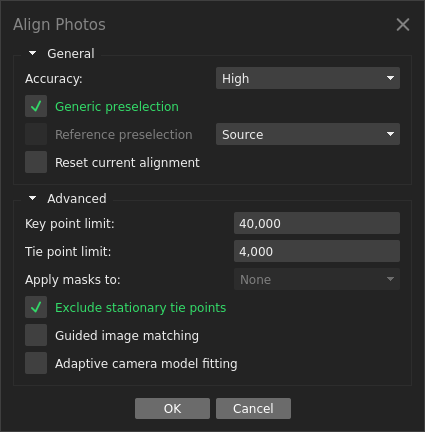 Align Photos
General
Accuracy: High
Generic preselection
Reference preselection Source
Reset current alignment
Advanced
Key point limit: 40,000
Tie point limit: 4,000
Apply masks to: None
Exclude stationary tie points
Guided image matching
Adaptive camera model fitting
OK Cancel